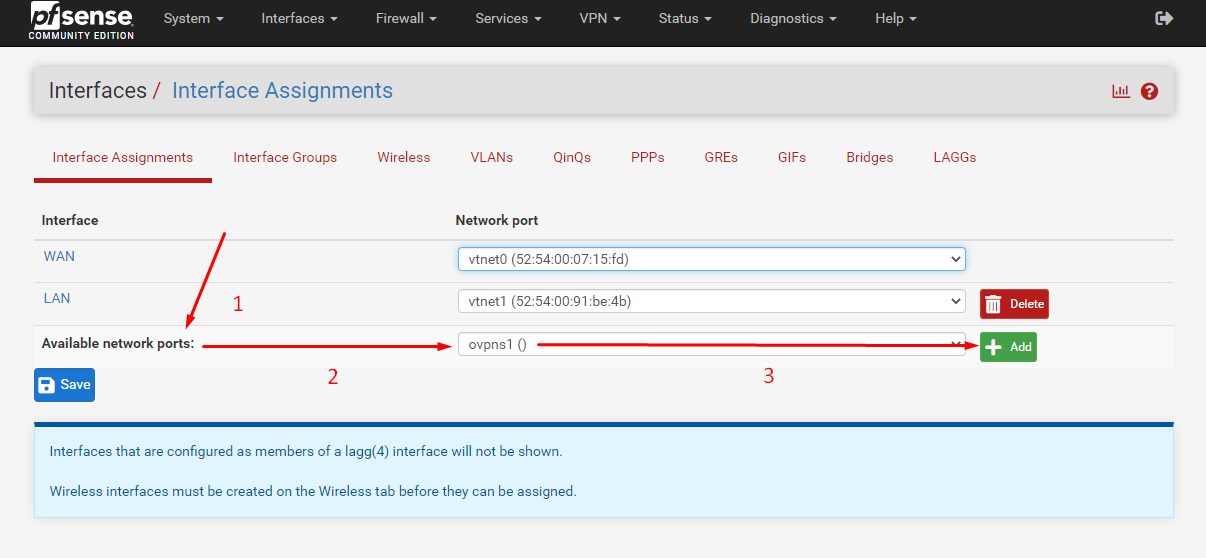 pfsense
COMMUNITY EDITION
System Interfaces Firewall Services VPN Status Diagnostics Help
Interfaces / Interface Assignments
Interface Assignments Interface Groups Wireless VLANs QinQs PPPs GREs GIFs Bridges LAGGs
Interface Network port
WAN vtnet0 (52:54:00:07:15:fd)
LAN vtnet1 (52:54:00:91:be:4b) Delete
1
Available network ports: ovpns1 () Add
2 3
Save
Interfaces that are configured as members of a lagg(4) interface will not be shown.
Wireless interfaces must be created on the Wireless tab before they can be assigned.